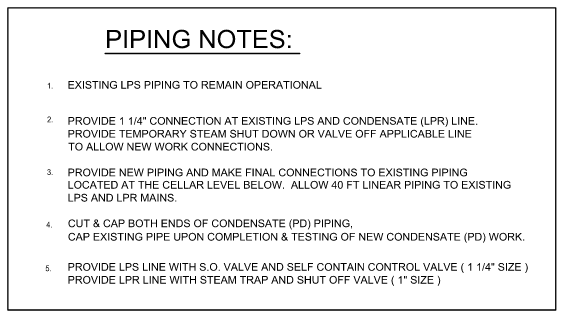 PIPING NOTES:
1. EXISTING LPS PIPING TO REMAIN OPERATIONAL
2. PROVIDE 1 1/4" CONNECTION AT EXISTING LPS AND CONDENSATE (LPR) LINE.
PROVIDE TEMPORARY STEAM SHUT DOWN OR VALVE OFF APPLICABLE LINE
TO ALLOW NEW WORK CONNECTIONS.
3. PROVIDE NEW PIPING AND MAKE FINAL CONNECTIONS TO EXISTING PIPING
LOCATED AT THE CELLAR LEVEL BELOW. ALLOW 40 FT LINEAR PIPING TO EXISTING
LPS AND LPR MAINS.
4. CUT & CAP BOTH ENDS OF CONDENSATE (PD) PIPING,
CAP EXISTING PIPE UPON COMPLETION & TESTING OF NEW CONDENSATE (PD) WORK.
5. PROVIDE LPS LINE WITH S.O. VALVE AND SELF CONTAIN CONTROL VALVE ( 1 1/4" SIZE )
PROVIDE LPR LINE WITH STEAM TRAP AND SHUT OFF VALVE ( 1" SIZE )